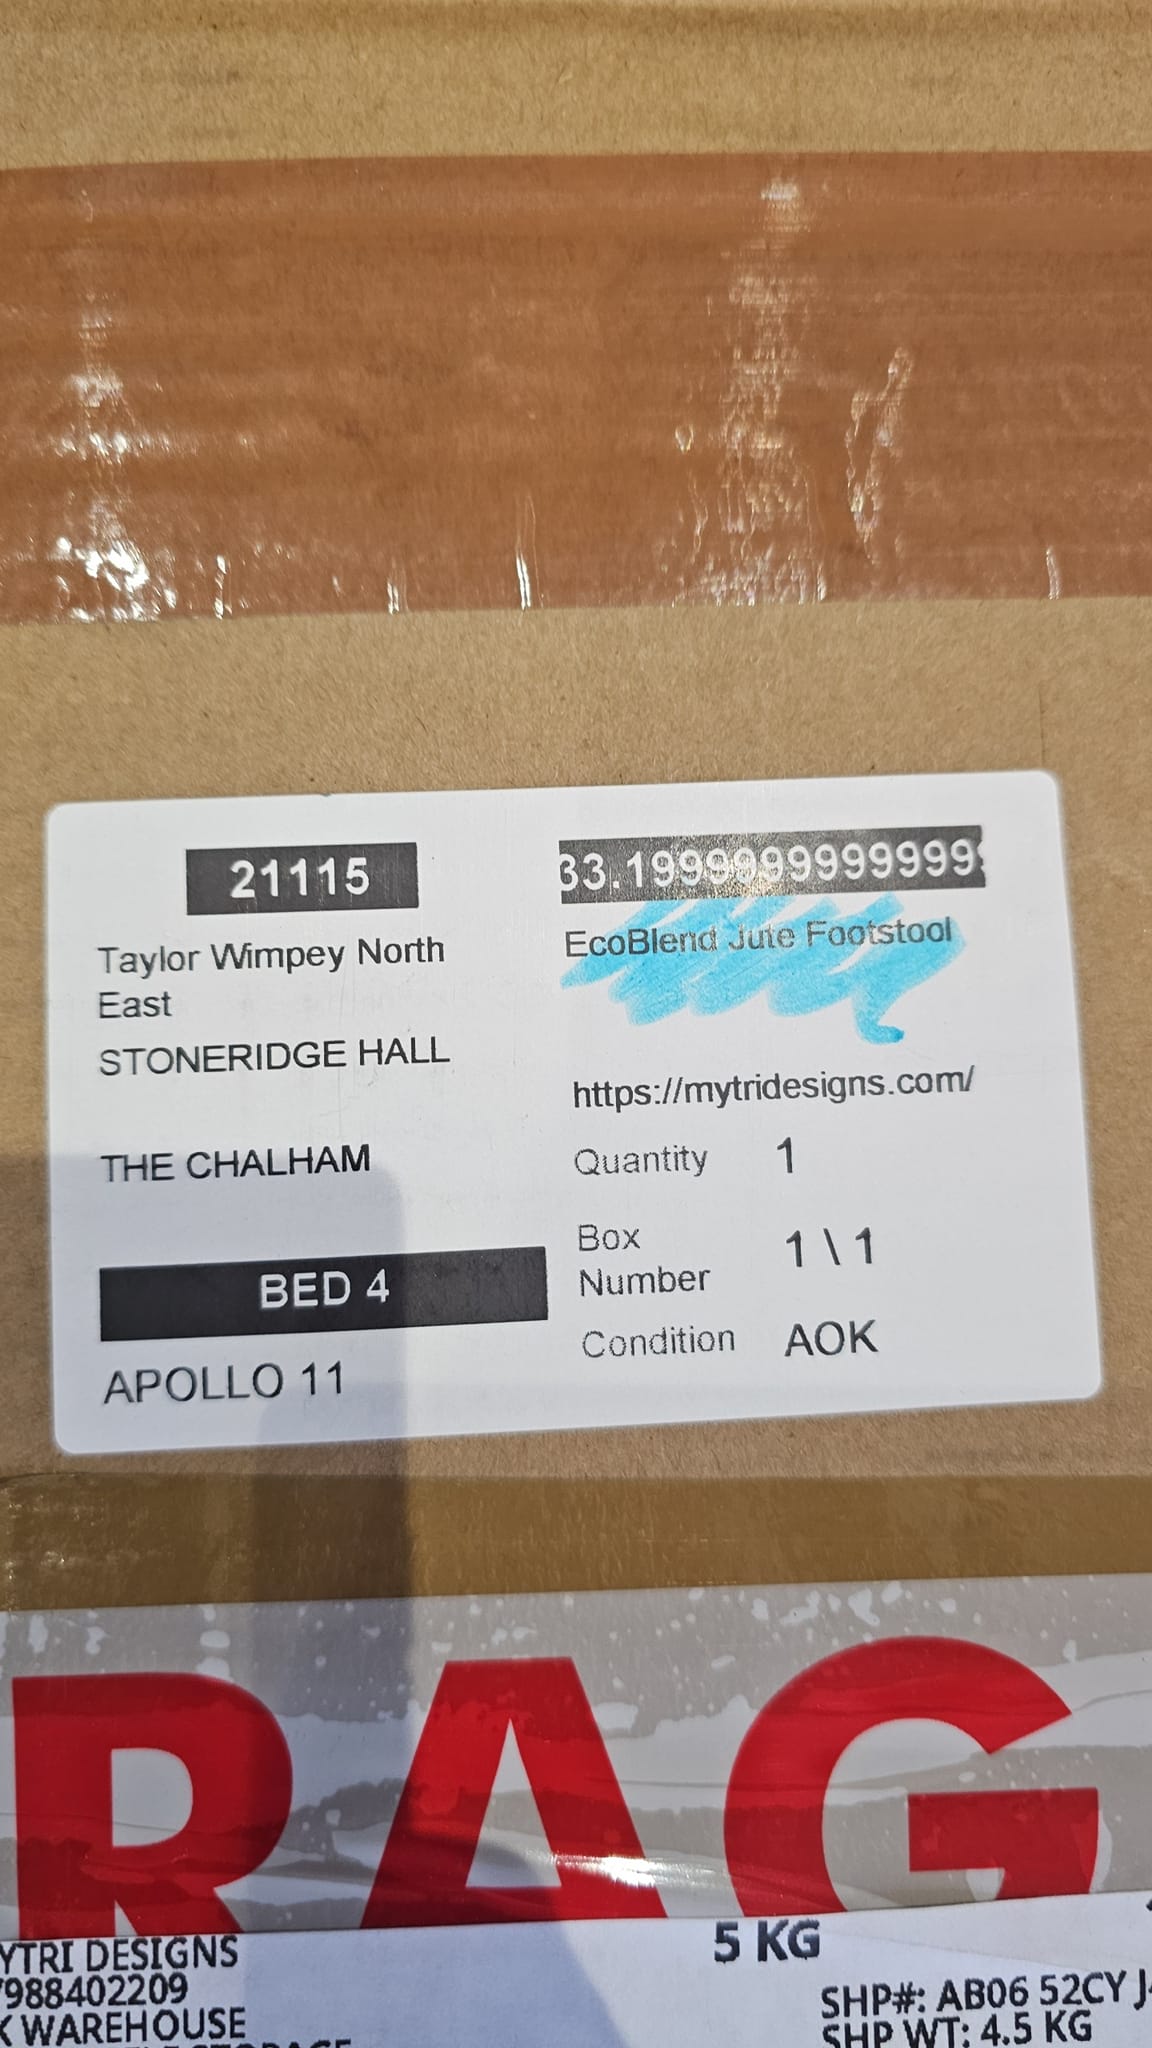 21115
Taylor Wimpey North
East
STONERIDGE HALL
THE CHALHAM
BED 4
APOLLO 11
33.1999999999999
EcoBlend Jute Footstool
https://mytridesigns.com/
Quantity 1
Box
Number 1 \ 1
Condition AOK
RAG
YTRI DESIGNS
7988402209
WAREHOUSE
5 KG
SHP#: AB06 52CY J
SHP WT: 4.5 KG